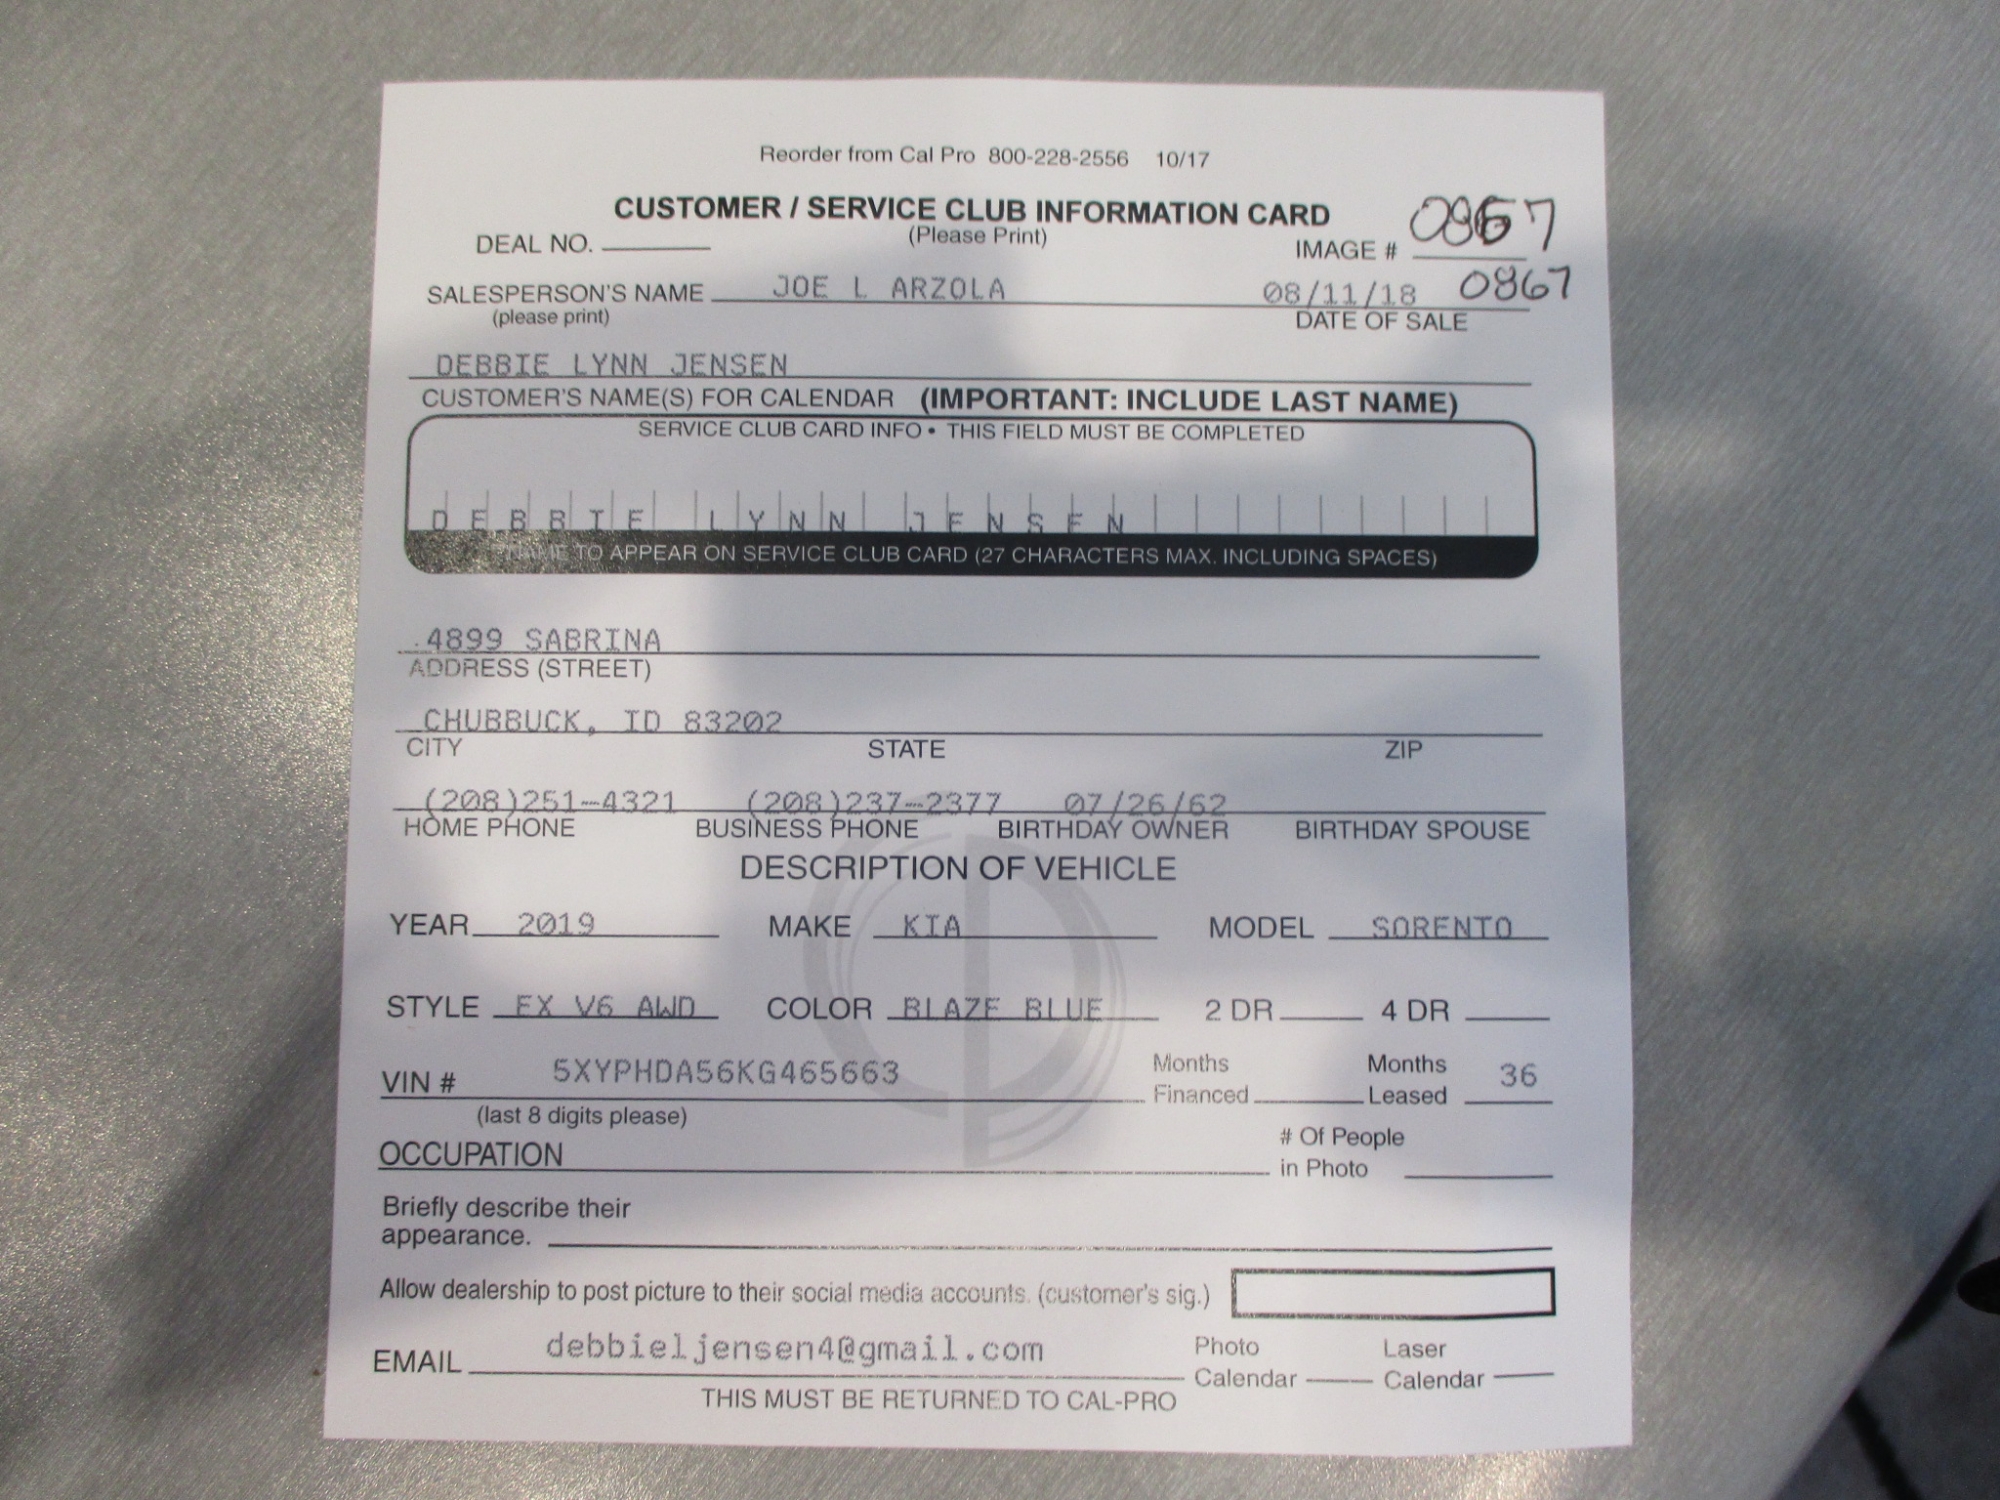 Reorder from Cal Pro 800-228-2556 10/17
CUSTOMER / SERVICE CLUB INFORMATION CARD
(Please Print)
DEAL NO.
IMAGE # 0867
SALESPERSON'S NAME JOE L ARZOLA 08/11/18 0867
(please print) DATE OF SALE
DEBBIE LYNN JENSEN
CUSTOMER'S NAME(S) FOR CALENDAR (IMPORTANT: INCLUDE LAST NAME)
SERVICE CLUB CARD INFO • THIS FIELD MUST BE COMPLETED
DEBBIE LYNN JENSEN
NAME TO APPEAR ON SERVICE CLUB CARD (27 CHARACTERS MAX. INCLUDING SPACES)
4899 SABRINA
ADDRESS (STREET)
CHUBBUCK, ID 83202
CITY STATE ZIP
(208)251-4321 (208)237-2377 07/26/62
HOME PHONE BUSINESS PHONE BIRTHDAY OWNER BIRTHDAY SPOUSE
DESCRIPTION OF VEHICLE
YEAR 2019 MAKE KIA MODEL SORENTO
STYLE EX V6 AWD COLOR BLAZE BLUE 2 DR 4 DR
VIN # 5XYPHDA56KG465663 Months Financed Months Leased 36
(last 8 digits please)
OCCUPATION # Of People in Photo
Briefly describe their
appearance.
Allow dealership to post picture to their social media accounts. (customer's sig.)
EMAIL debbieljensen4@gmail.com Photo Calendar Laser Calendar
THIS MUST BE RETURNED TO CAL-PRO